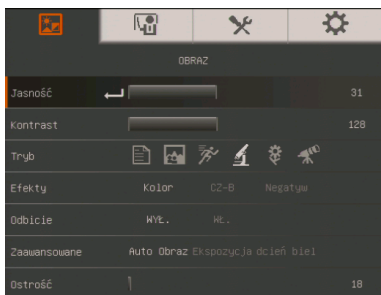 OBRAZ
Jasność 31
Kontrast 128
Tryb
Efekty Kolor CZ-B Negatyw
Odbicie WYŁ. WŁ.
Zaawansowane Auto Obraz Ekspozycja dcień biel
Ostrość 18